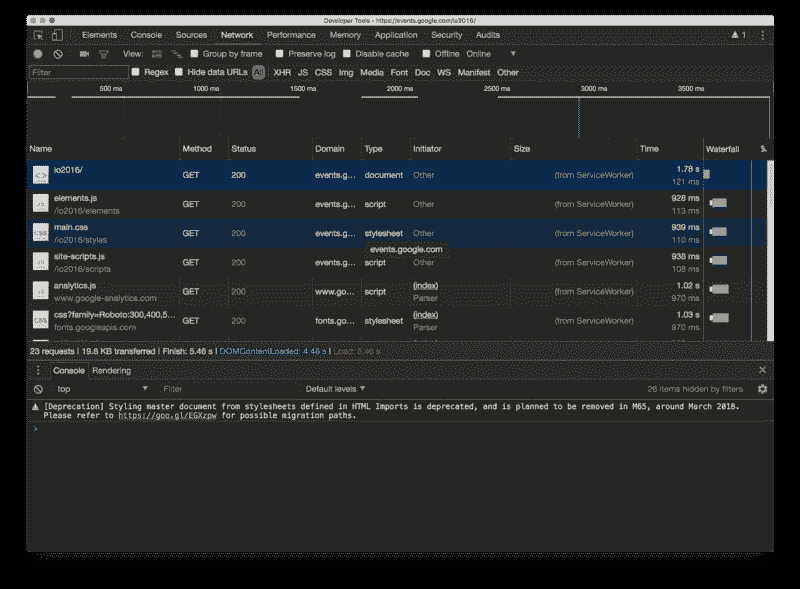 Developer Tools - https://events.google.com/io2016/
Elements Console Sources Network Performance Memory Application Security Audits 1
View: Group by frame Preserve log Disable cache Offline Online
Filter Regex Hide data URLs All XHR JS CSS Img Media Font Doc WS Manifest Other
500 ms 1000 ms 1500 ms 2000 ms 2500 ms 3000 ms 3500 ms
Name Method Status Domain Type Initiator Size Time Waterfall
io2016/ GET 200 events.g... document Other (from ServiceWorker) 1.78 s
121 ms
elements.js GET 200 events.g... script Other (from ServiceWorker) 928 ms
/io2016/elements 113 ms
main.css GET 200 events.g... stylesheet Other (from ServiceWorker) 939 ms
/io2016/styles 110 ms
events.google.com
site-scripts.js GET 200 events.g... script Other (from ServiceWorker) 938 ms
/io2016/scripts 108 ms
analytics.js GET 200 www.go... script (index) (from ServiceWorker) 1.02 s
www.google-analytics.com Parser 970 ms
css?family=Roboto:300,400,5... GET 200 fonts.go... stylesheet (index) (from ServiceWorker) 1.03 s
fonts.googleapis.com Parser 970 ms
23 requests | 19.8 KB transferred | Finish: 5.46 s | DOMContentLoaded: 4.48 s | Load: 5.46 s
Console Rendering
top Filter Default levels 26 items hidden by filters
[Deprecation] Styling master document from stylesheets defined in HTML Imports is deprecated, and is planned to be removed in M65, around March 2018.
Please refer to https://goo.gl/EGXzpw for possible migration paths.